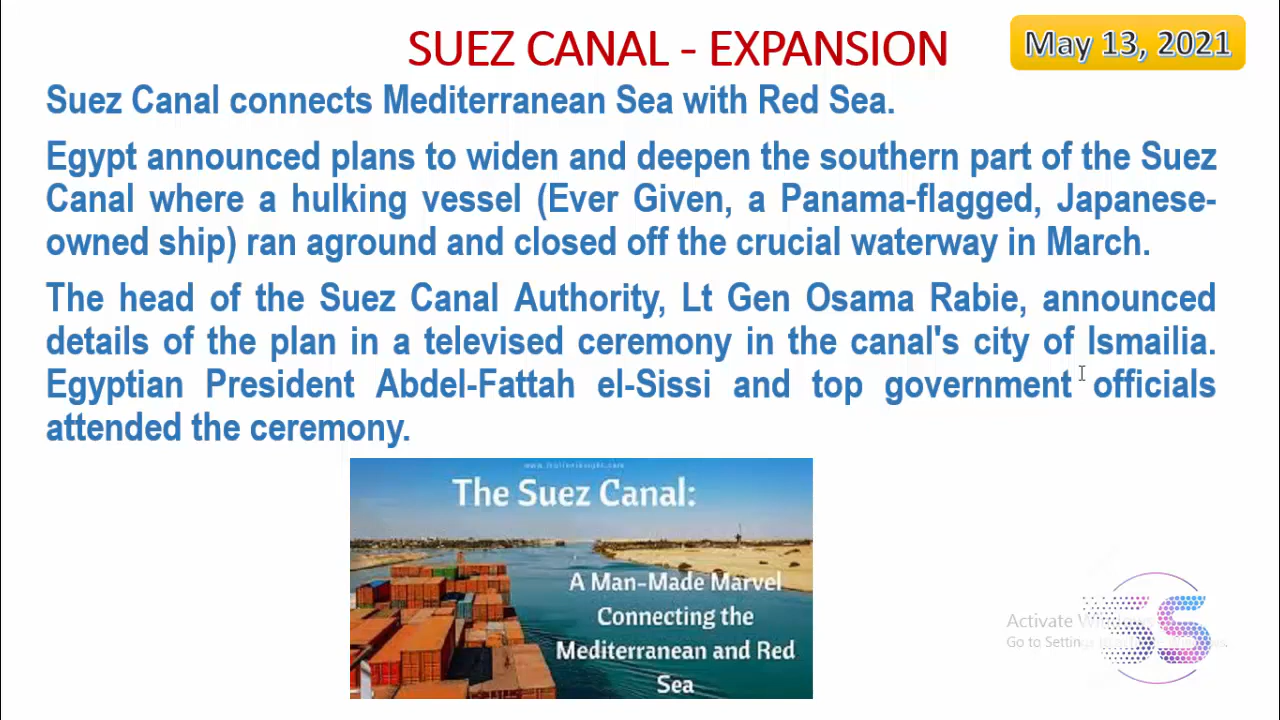 SUEZ CANAL - EXPANSION
May 13, 2021
Suez Canal connects Mediterranean Sea with Red Sea.
Egypt announced plans to widen and deepen the southern part of the Suez
Canal where a hulking vessel (Ever Given, a Panama-flagged, Japanese-
owned ship) ran aground and closed off the crucial waterway in March.
The head of the Suez Canal Authority, Lt Gen Osama Rabie, announced
details of the plan in a televised ceremony in the canal's city of Ismailia.
Egyptian President Abdel-Fattah el-Sissi and top government officials
attended the ceremony.
The Suez Canal:
A Man-Made Marvel
Connecting the
Mediterranean and Red
Sea
Activate
Go to Settings
SS